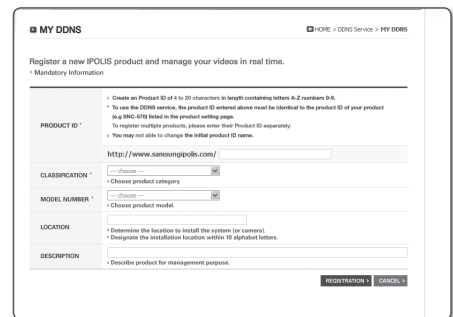 MY DDNS
HOME > DDNS Service > MY DDNS
Register a new IPOLIS product and manage your videos in real time.
* Mandatory Information
PRODUCT ID *
› Create an Product ID of 4 to 20 characters in length containing letters A-Z numbers 0-9.
› To use the DDNS service, the product ID entered above must be identical to the product ID of your product
(e.g SNC-570) listed in the product setting page.
To register multiple products, please enter their Product ID separately.
› You may not able to change the initial product ID name.
http://www.samsungipolis.com/
CLASSIFICATION *
--- choose ---
› Choose product category.
MODEL NUMBER *
--- choose ---
› Choose product model.
LOCATION
› Determine the location to install the system (or camera).
› Designate the installation location within 10 alphabet letters.
DESCRIPTION
› Describe product for management purpose.
REGISTRATION › CANCEL ›